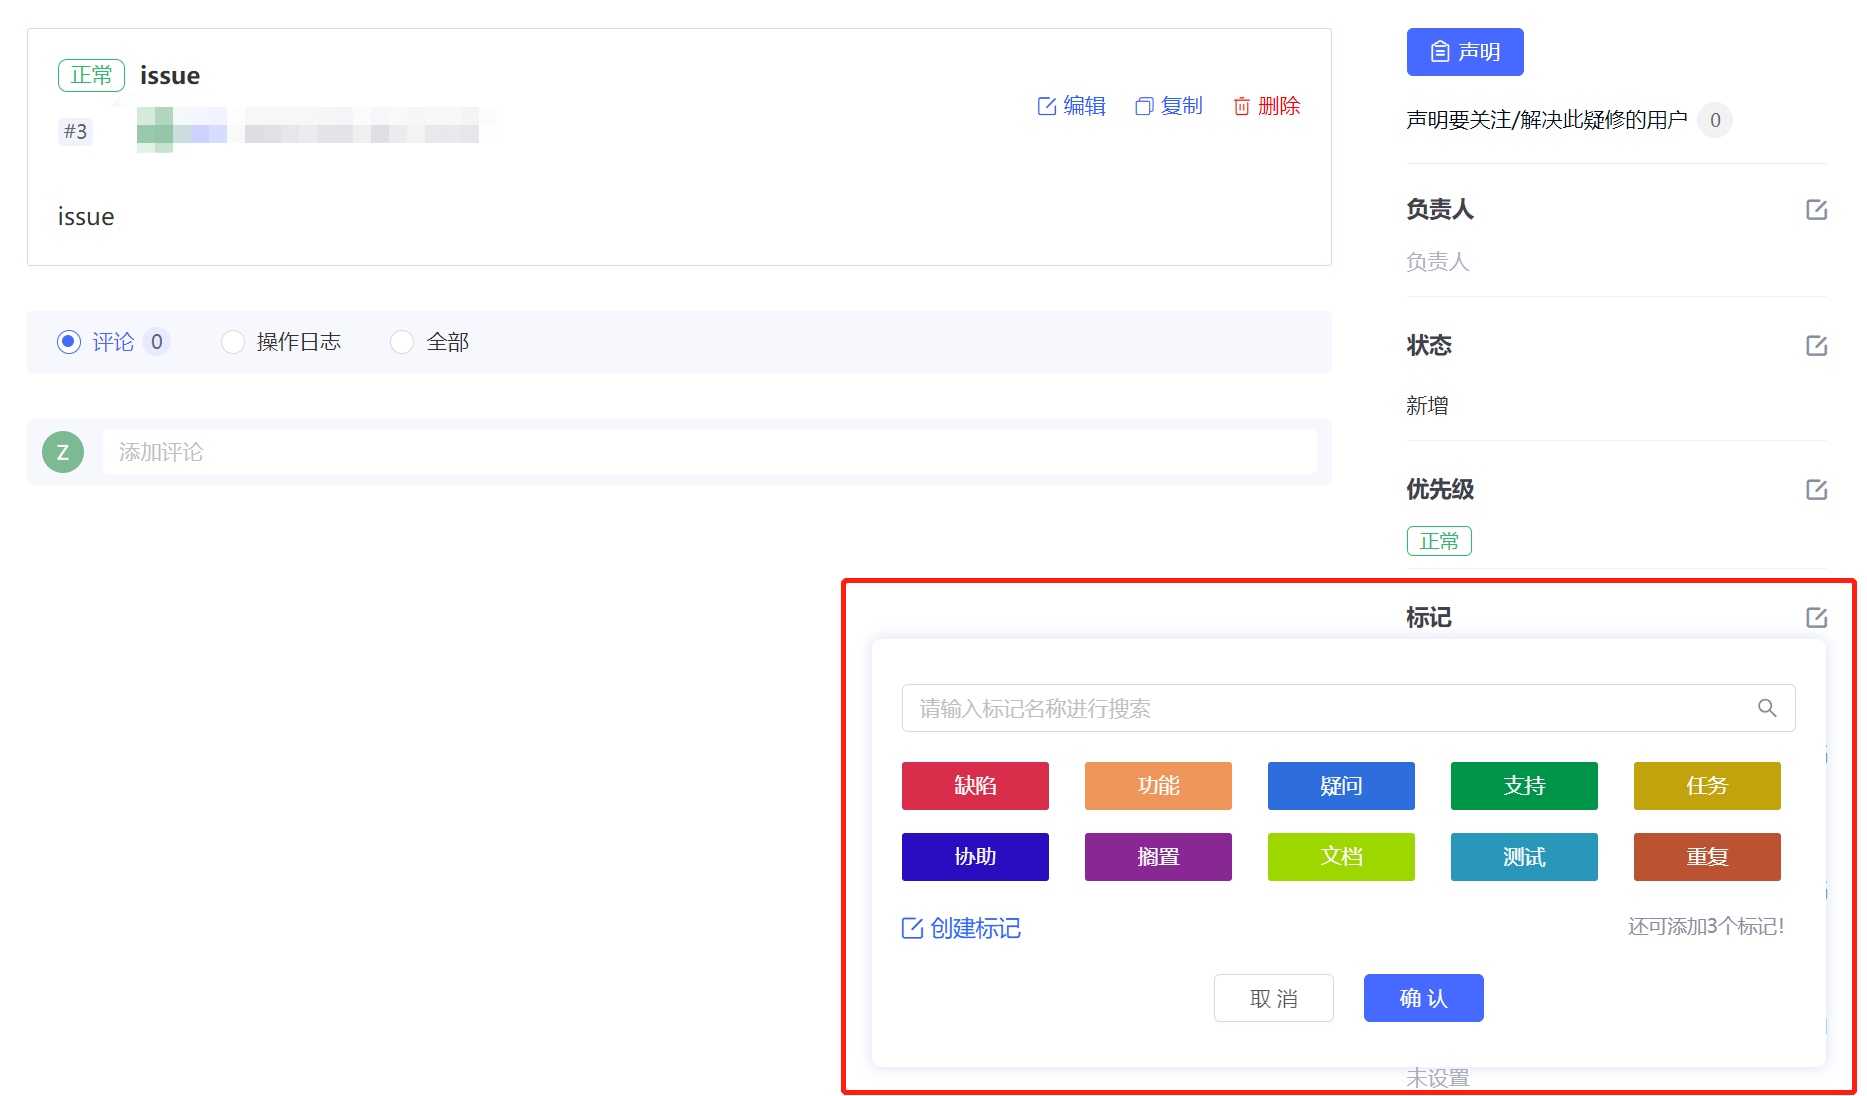 正常 issue
#3
编辑 复制 删除
issue
评论 0 操作日志 全部
Z 添加评论
声明
声明要关注/解决此疑修的用户 0
负责人
负责人
状态
新增
优先级
正常
标记
请输入标记名称进行搜索
缺陷 功能 疑问 支持 任务
协助 搁置 文档 测试 重复
创建标记 还可添加3个标记!
取消 确认
未设置